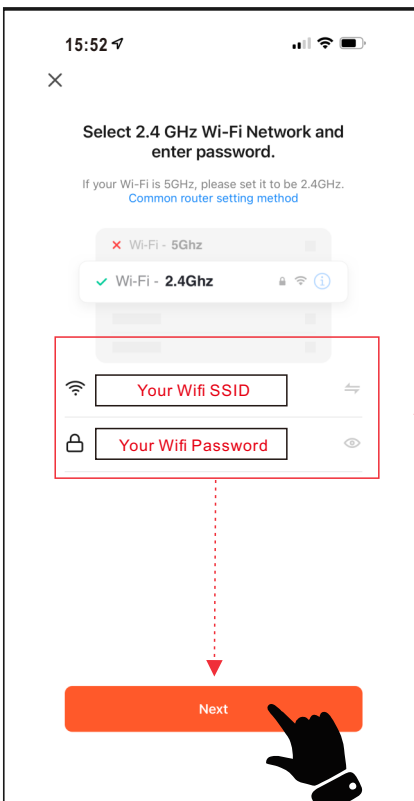 15:52
Select 2.4 GHz Wi-Fi Network and
enter password.
If your Wi-Fi is 5GHz, please set it to be 2.4GHz.
Common router setting method
Wi-Fi - 5Ghz
Wi-Fi - 2.4Ghz
Your Wifi SSID
Your Wifi Password
Next